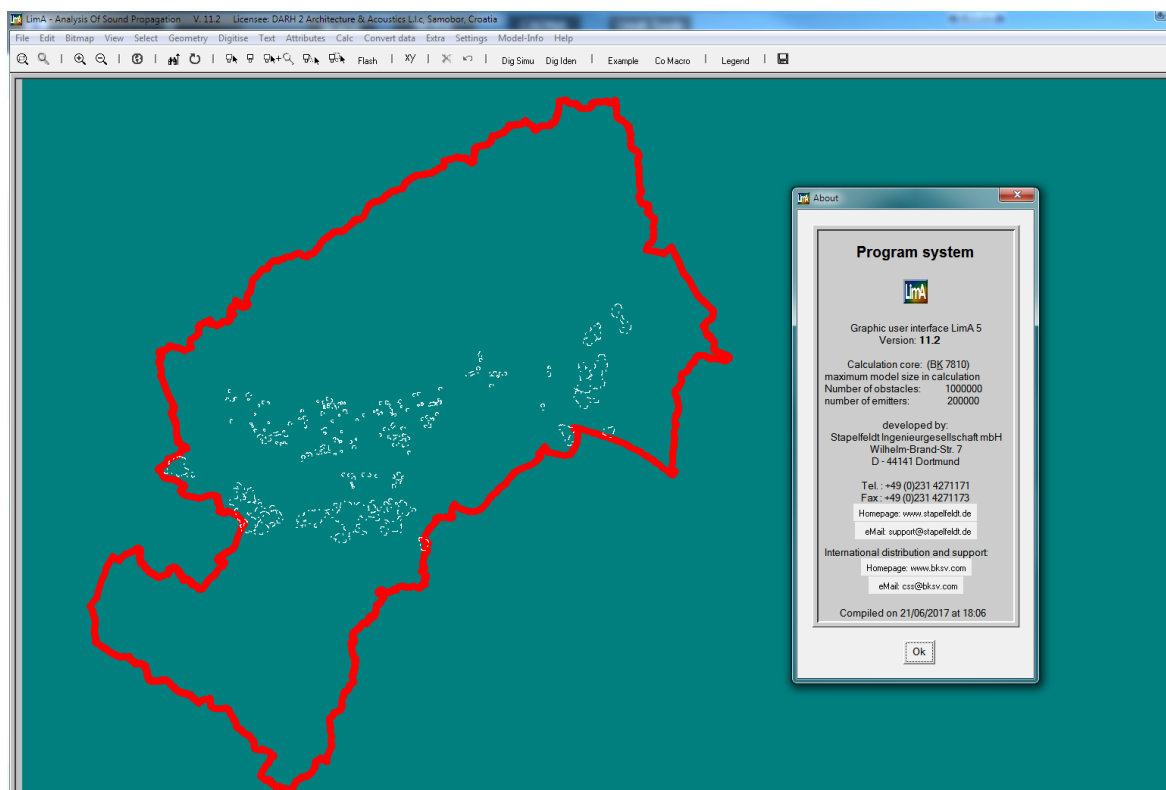 LimA - Analysis Of Sound Propagation V. 11.2 Licensee: DARH 2 Architecture & Acoustics L.l.c, Samobor, Croatia
File Edit Bitmap View Select Geometry Digitise Text Attributes Calc Convert data Extra Settings Model-Info Help
Flash XY Dig Simu Dig Iden Example Co Macro Legend
LimA About
Program system
LimA
Graphic user interface LimA 5
Version: 11.2
Calculation core: (BK 7810)
maximum model size in calculation
Number of obstacles: 1000000
number of emitters: 200000
developed by:
Stapelfeldt Ingenieurgesellschaft mbH
Wilhelm-Brand-Str. 7
D - 44141 Dortmund
Tel. : +49 (0)231 4271171
Fax : +49 (0)231 4271173
Homepage: www.stapelfeldt.de
eMail: support@stapelfeldt.de
International distribution and support:
Homepage: www.bksv.com
eMail: css@bksv.com
Compiled on 21/06/2017 at 18:06
Ok